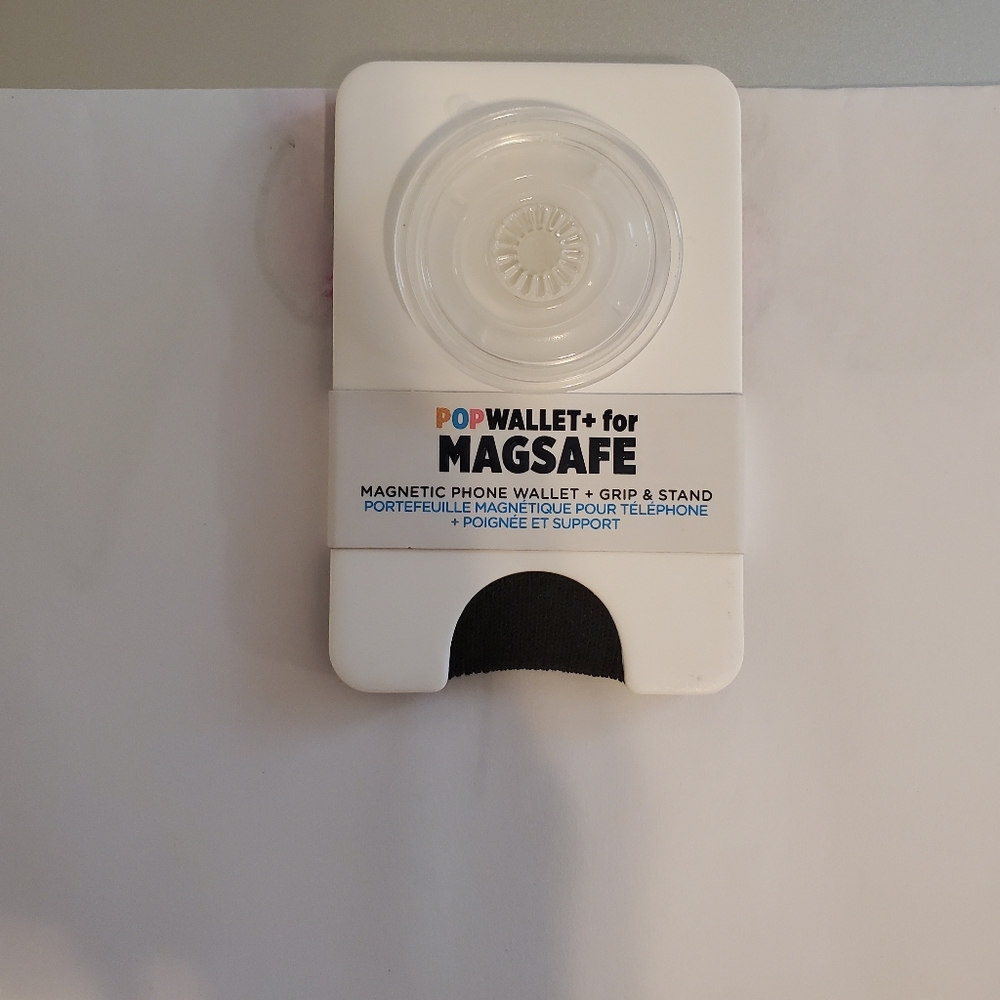 POPWALLET+ for
MAGSAFE
MAGNETIC PHONE WALLET + GRIP & STAND
PORTEFEUILLE MAGNÉTIQUE POUR TÉLÉPHONE
+ POIGNÉE ET SUPPORT